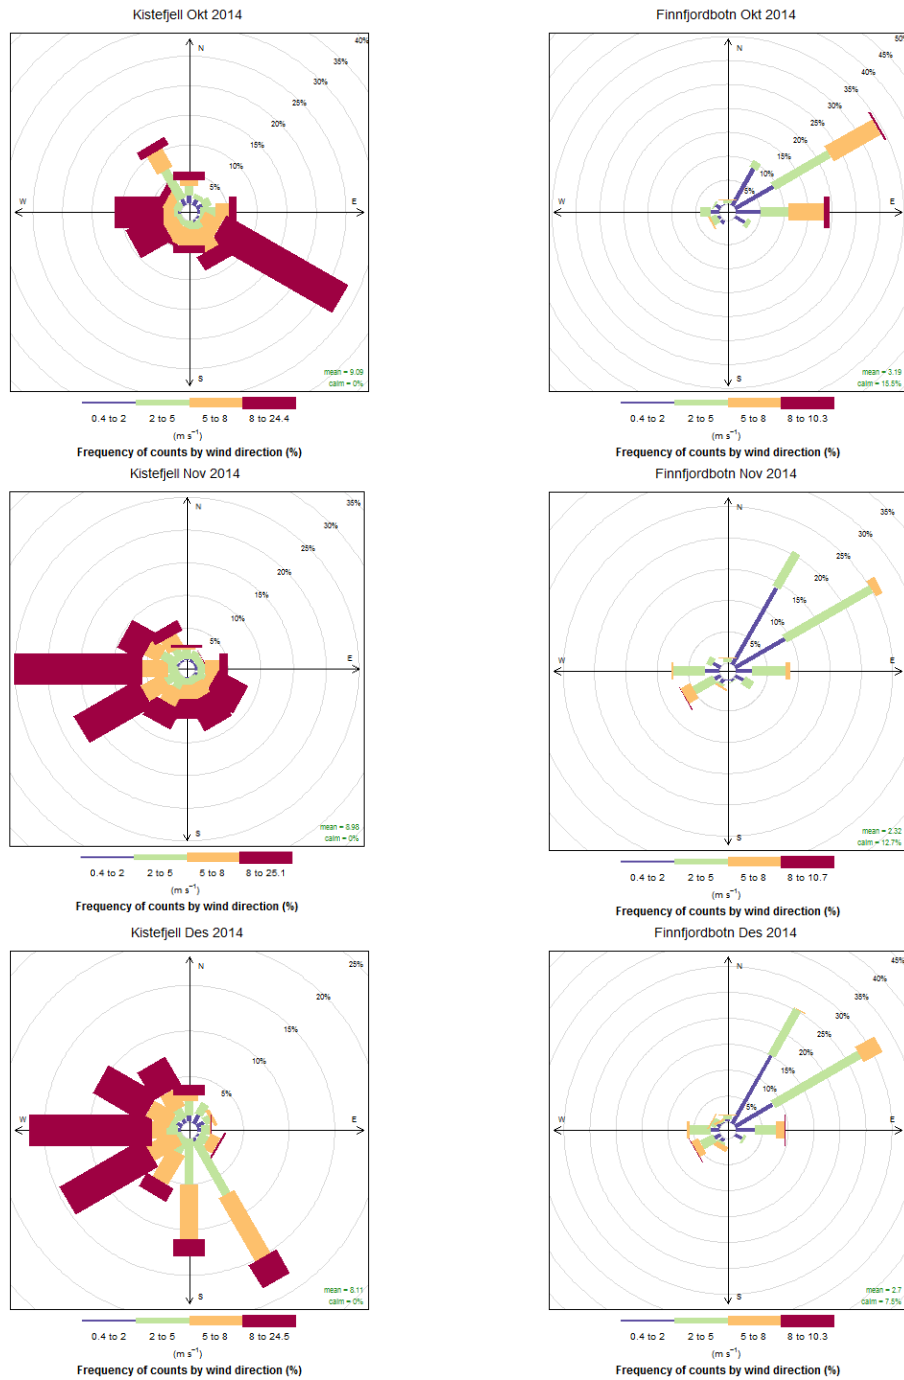 Kistefjell Okt 2014
40%
35%
30%
25%
20%
15%
10%
5%
N
W
E
S
mean = 9.09
calm = 0%
0.4 to 2 2 to 5 5 to 8 8 to 24.4
(m s⁻¹)
Frequency of counts by wind direction (%)
Finnfjordbotn Okt 2014
50%
45%
40%
35%
30%
25%
20%
15%
10%
5%
N
W
E
S
mean = 3.19
calm = 15.5%
0.4 to 2 2 to 5 5 to 8 8 to 10.3
(m s⁻¹)
Frequency of counts by wind direction (%)
Kistefjell Nov 2014
35%
30%
25%
20%
15%
10%
5%
N
W
E
S
mean = 8.98
calm = 0%
0.4 to 2 2 to 5 5 to 8 8 to 25.1
(m s⁻¹)
Frequency of counts by wind direction (%)
Finnfjordbotn Nov 2014
35%
30%
25%
20%
15%
10%
5%
N
W
E
S
mean = 2.32
calm = 12.7%
0.4 to 2 2 to 5 5 to 8 8 to 10.7
(m s⁻¹)
Frequency of counts by wind direction (%)
Kistefjell Des 2014
25%
20%
15%
10%
5%
N
W
E
S
mean = 8.11
calm = 0%
0.4 to 2 2 to 5 5 to 8 8 to 24.5
(m s⁻¹)
Frequency of counts by wind direction (%)
Finnfjordbotn Des 2014
45%
40%
35%
30%
25%
20%
15%
10%
5%
N
W
E
S
mean = 2.7
calm = 7.5%
0.4 to 2 2 to 5 5 to 8 8 to 10.3
(m s⁻¹)
Frequency of counts by wind direction (%)